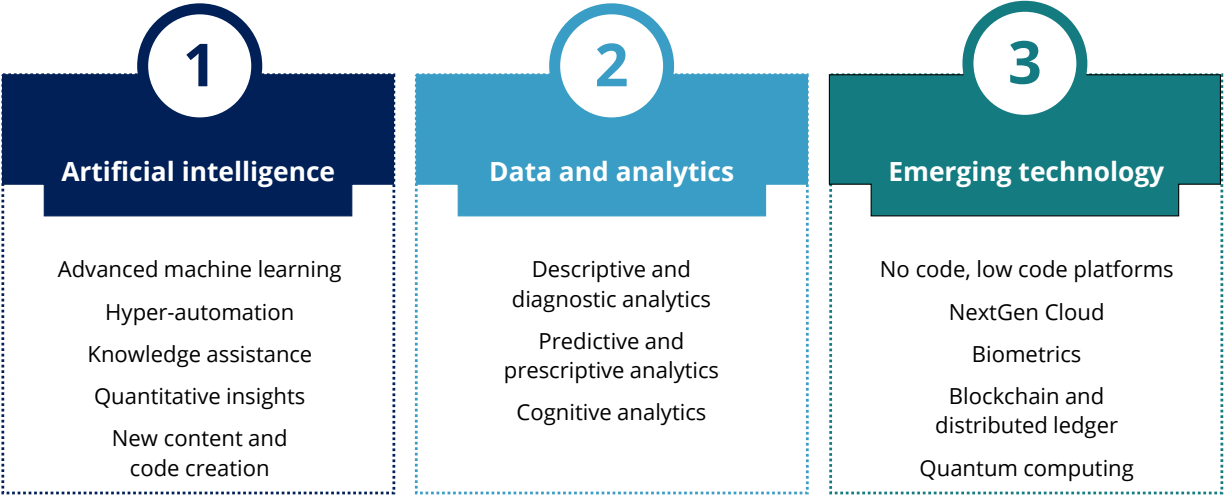 1
Artificial intelligence
Advanced machine learning
Hyper-automation
Knowledge assistance
Quantitative insights
New content and
code creation
2
Data and analytics
Descriptive and
diagnostic analytics
Predictive and
prescriptive analytics
Cognitive analytics
3
Emerging technology
No code, low code platforms
NextGen Cloud
Biometrics
Blockchain and
distributed ledger
Quantum computing